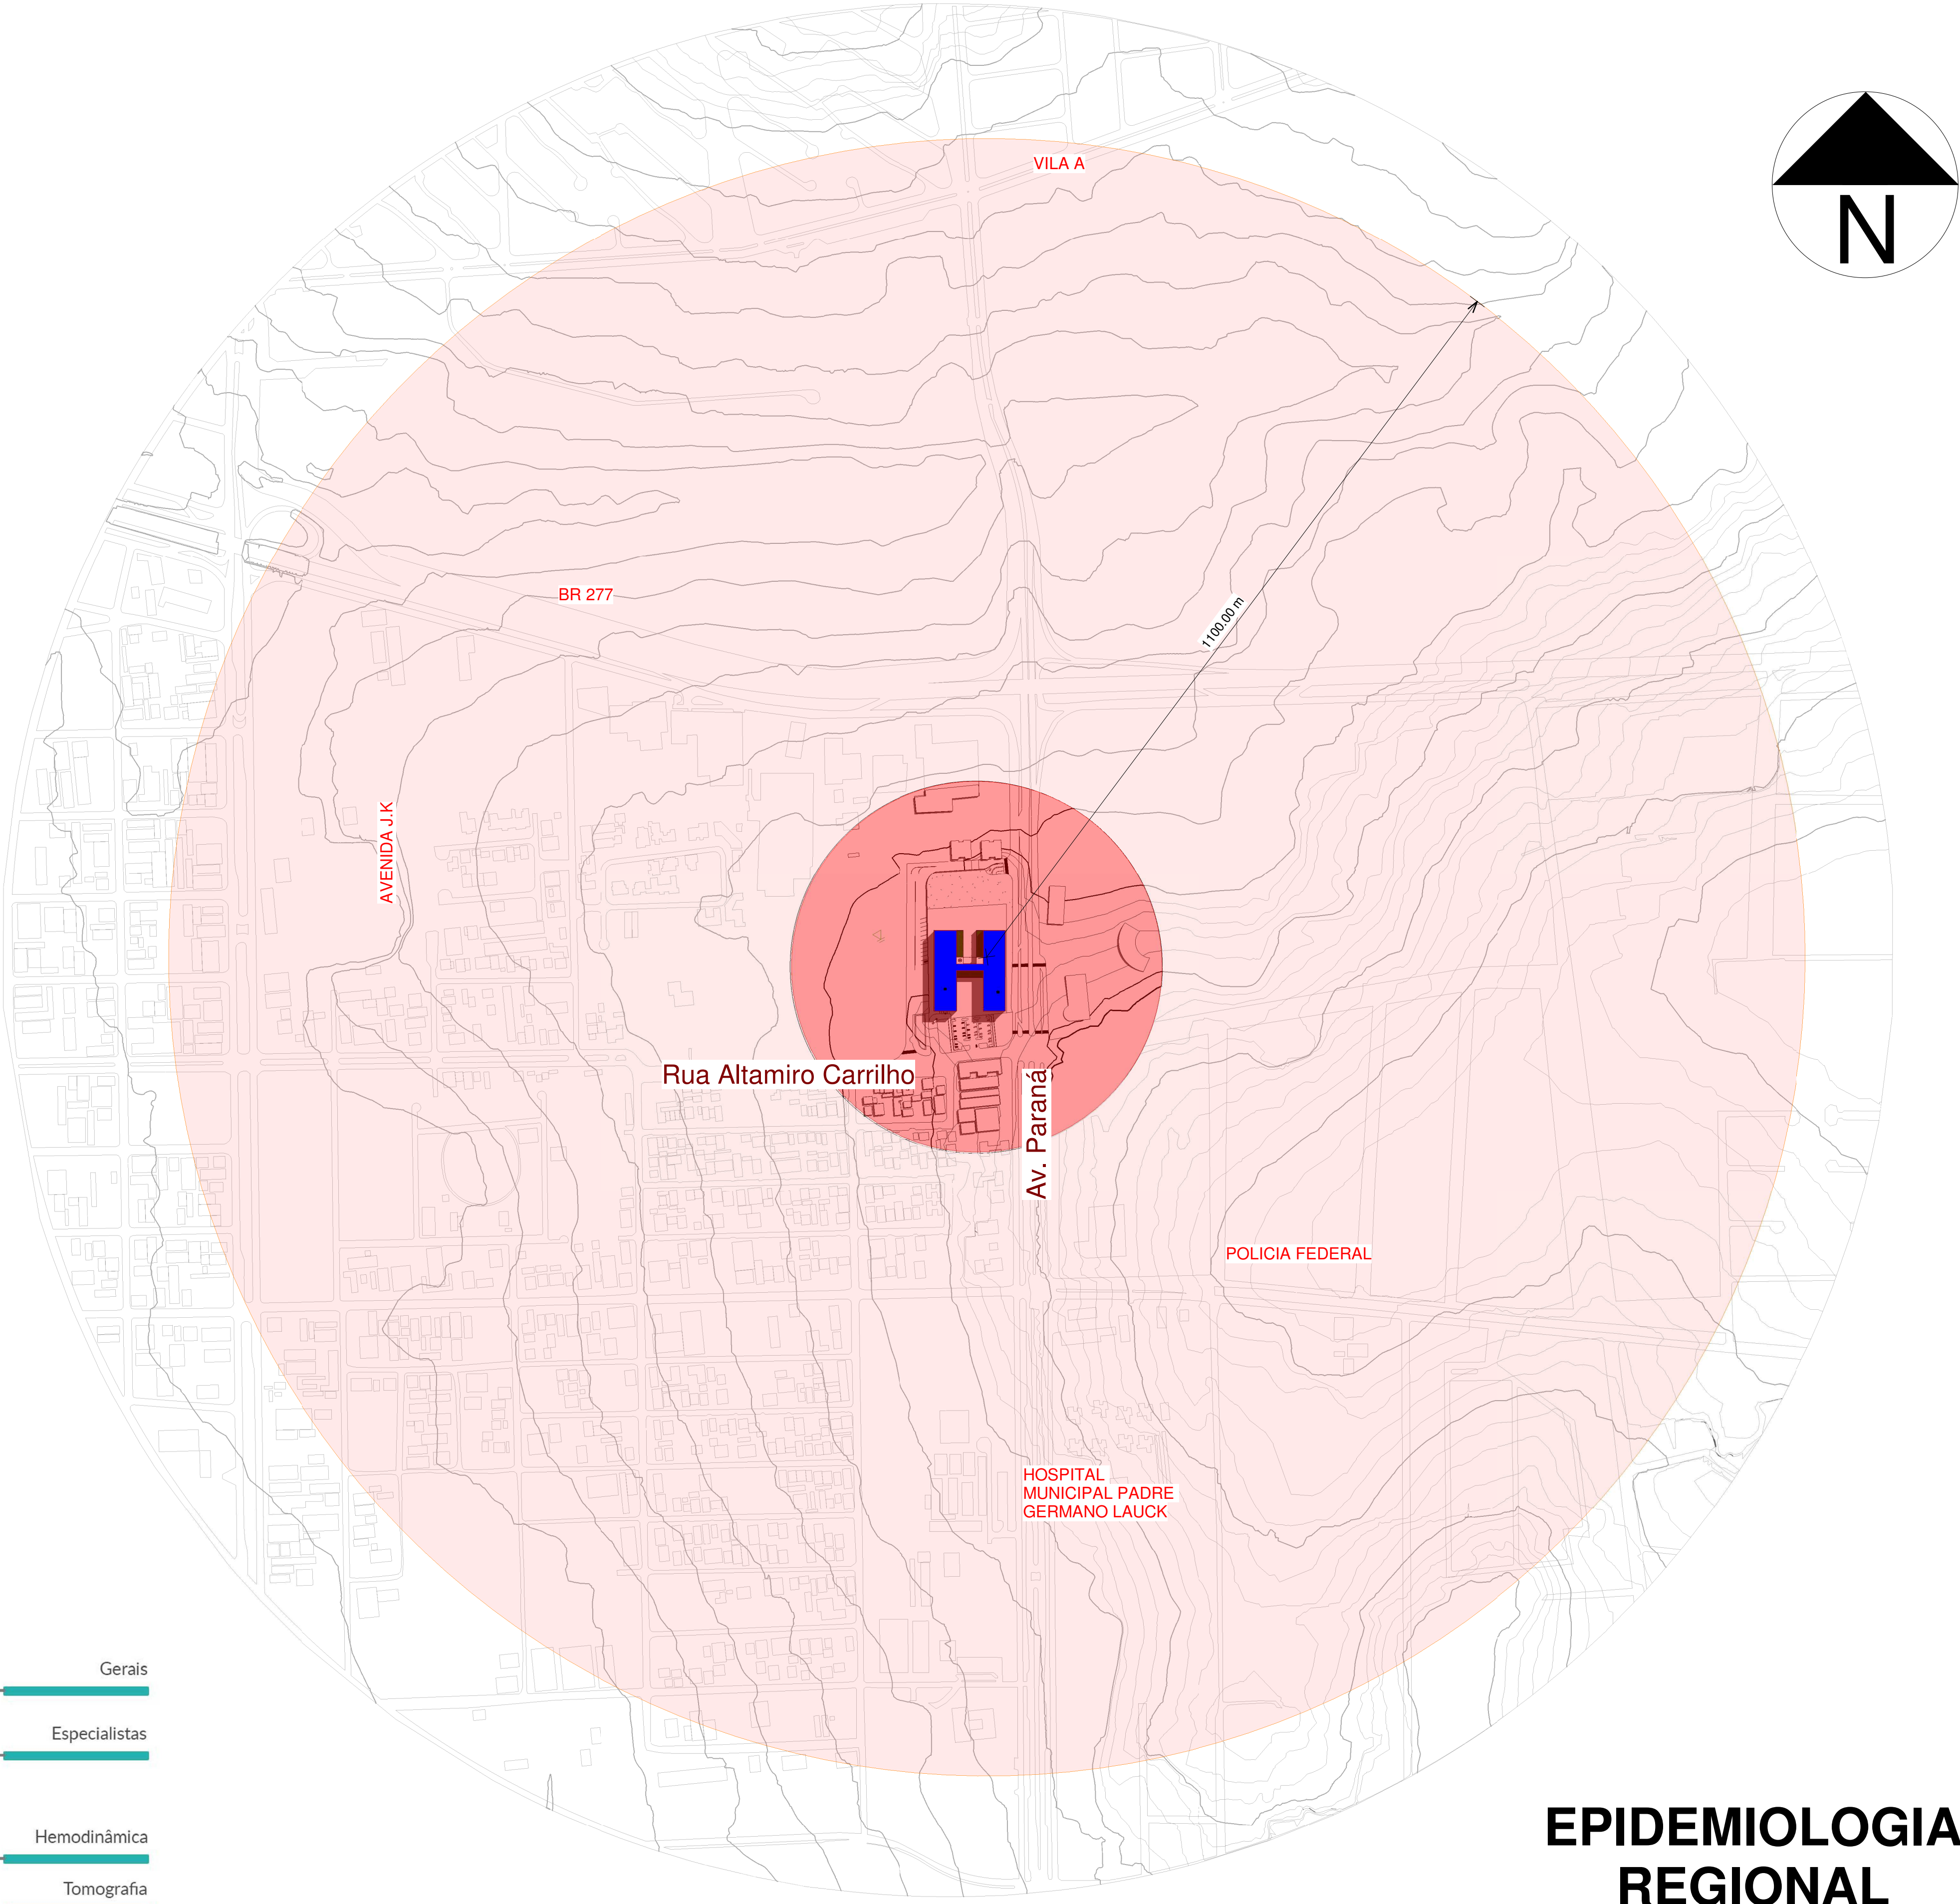 VILA A
N
BR 277
1100.00 m
AVENIDA J.K
Rua Altamiro Carrilho
Av. Paraná
POLICIA FEDERAL
HOSPITAL
MUNICIPAL PADRE
GERMANO LAUCK
Gerais
Especialistas
Hemodinâmica
Tomografia
EPIDEMIOLOGIA
REGIONAL